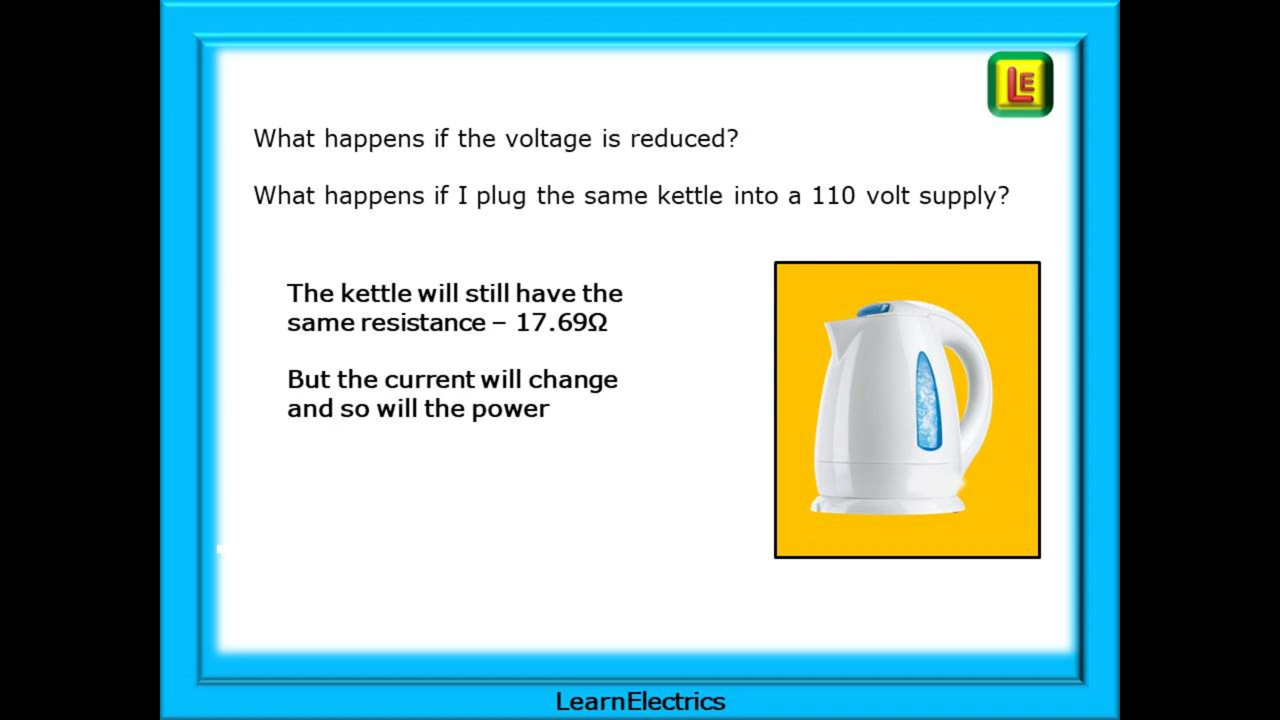 LE
What happens if the voltage is reduced?
What happens if I plug the same kettle into a 110 volt supply?
The kettle will still have the
same resistance – 17.69Ω
But the current will change
and so will the power
LearnElectrics